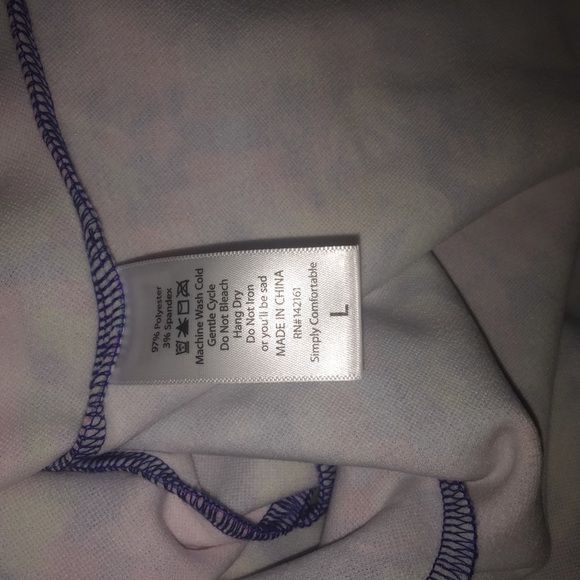 97% Polyester
3% Spandex
Machine Wash Cold
Gentle Cycle
Do Not Bleach
Hang Dry
Do Not Iron
or you'll be sad
MADE IN CHINA
RN#142161
Simply Comfortable
L